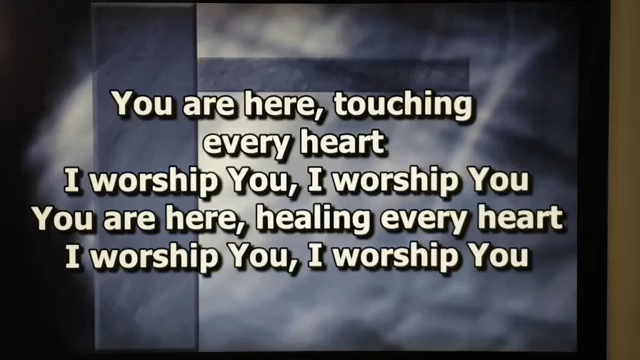 You are here, touching
every heart
I worship You, I worship You
You are here, healing every heart
I worship You, I worship You